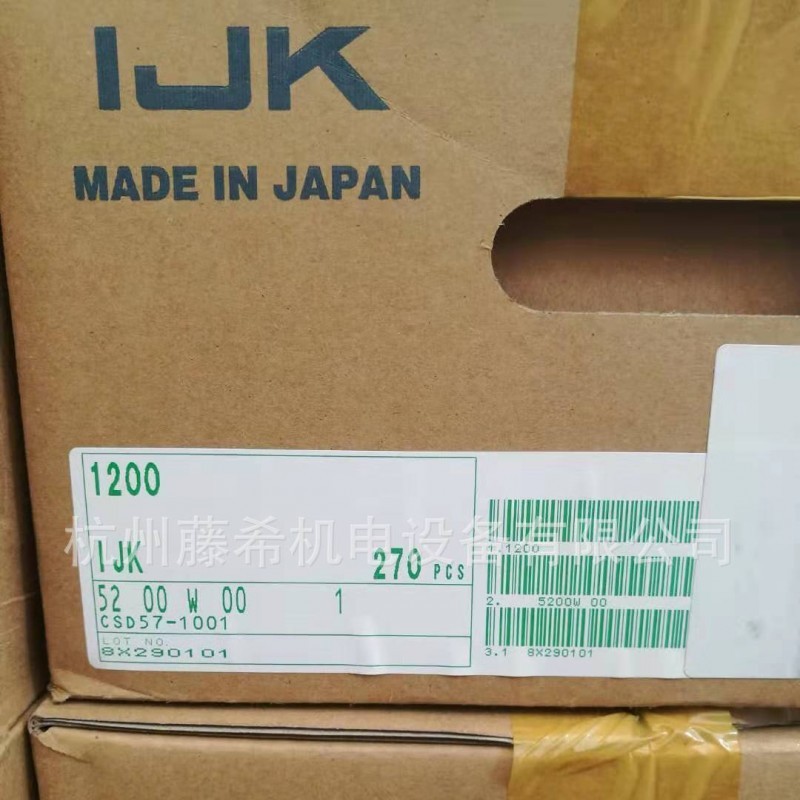 IJK
MADE IN JAPAN
1200
杭州藤希机电设备有限公司
IJK 270 PCS
52 00 W 00 1
CSD57-1001
LOT NO.
8X290101
1.1200
2. 5200W 00
3.1 8X290101